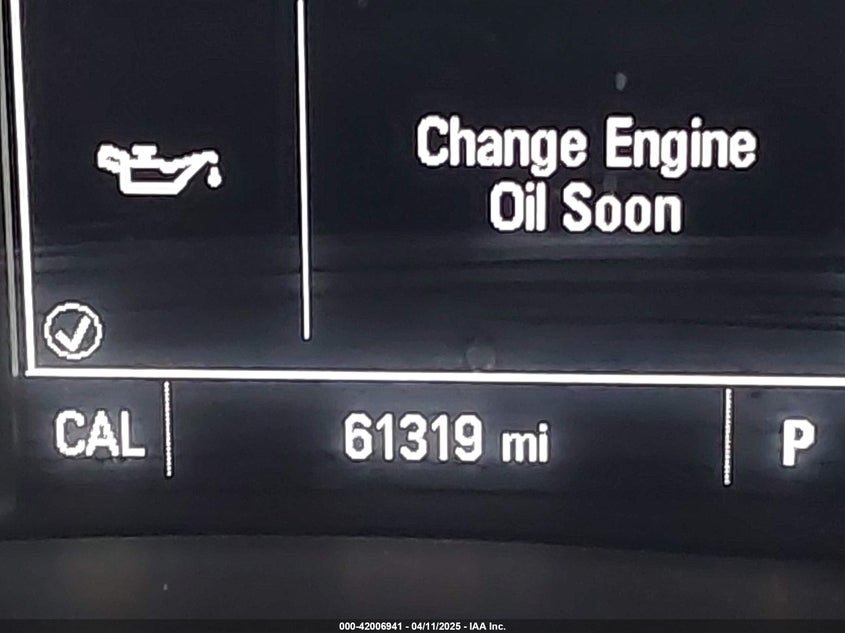 Change Engine
Oil Soon
CAL
61319 mi
P
000-42006941 - 04/11/2025 - IAA Inc.